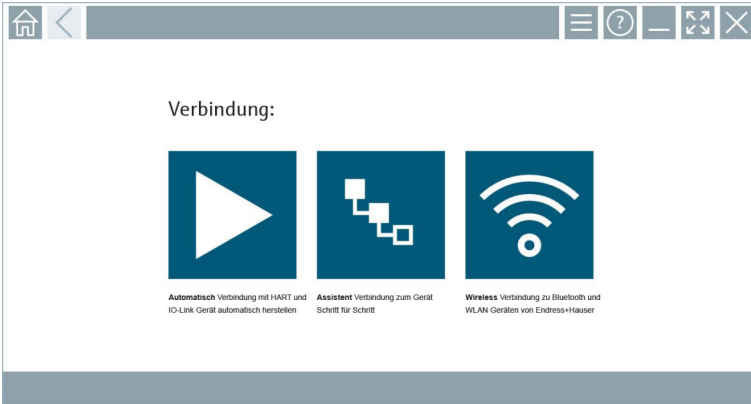 Verbindung:
Automatisch Verbindung mit HART und
IO-Link Gerät automatisch herstellen
Assistent Verbindung zum Gerät
Schritt für Schritt
Wireless Verbindung zu Bluetooth und
WLAN Geräten von Endress+Hauser